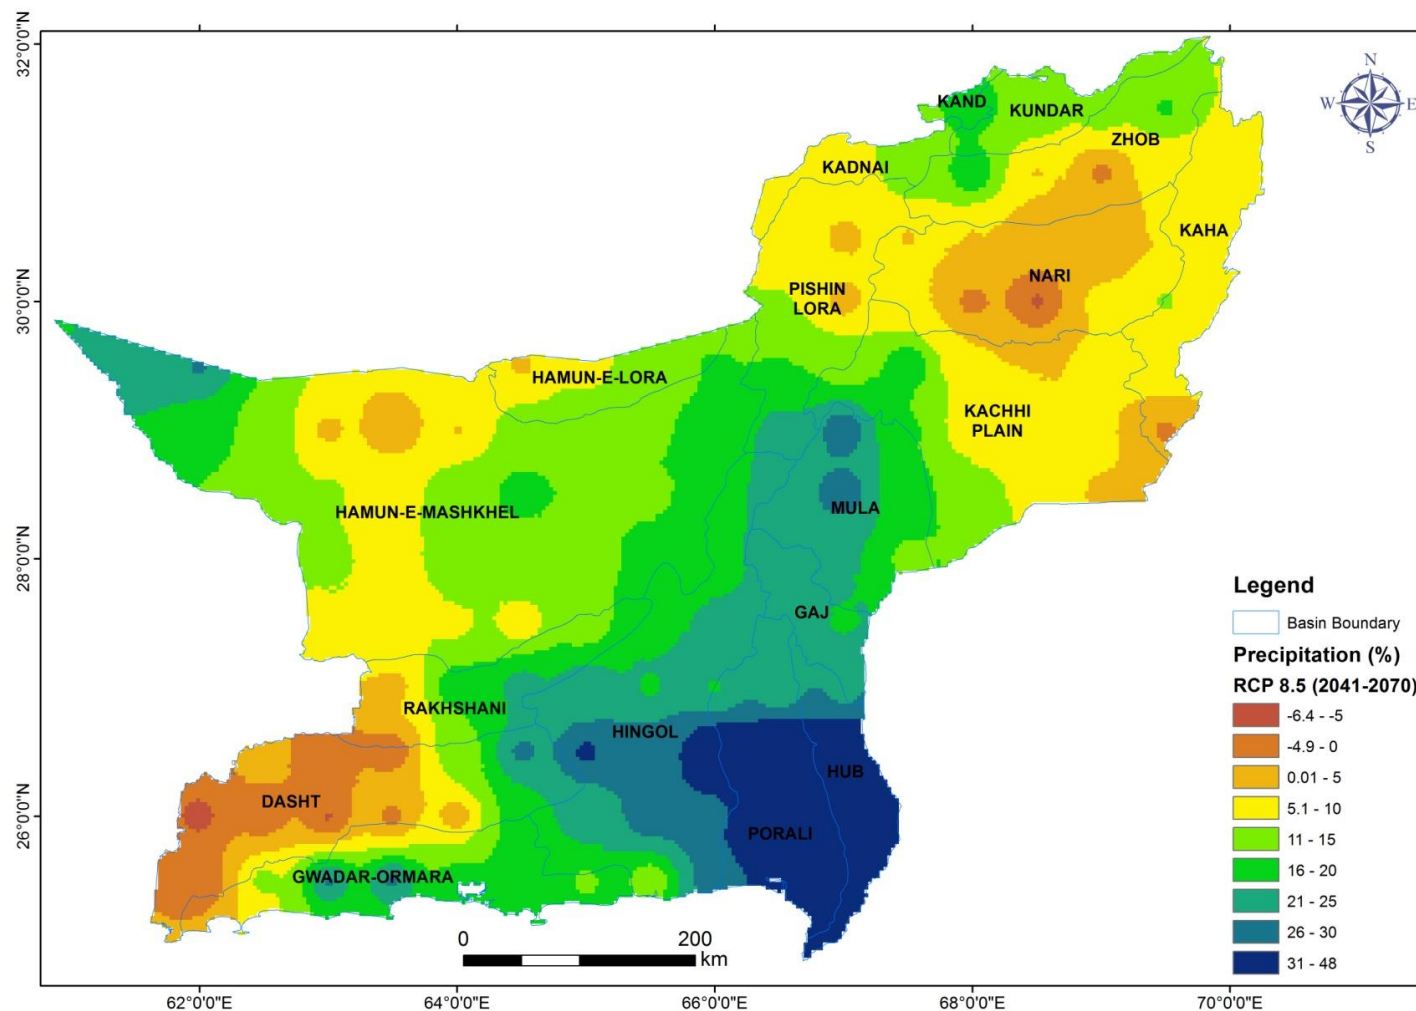 32°0'0"N
30°0'0"N
28°0'0"N
26°0'0"N
N
W
E
S
KAND
KUNDAR
ZHOB
KADNAI
KAHA
NARI
PISHIN
LORA
HAMUN-E-LORA
KACHHI
PLAIN
HAMUN-E-MASHKHEL
MULA
GAJ
RAKHSHANI
HINGOL
HUB
DASHT
PORALI
GWADAR-ORMARA
0
200
km
Legend
Basin Boundary
Precipitation (%)
RCP 8.5 (2041-2070)
-6.4 - -5
-4.9 - 0
0.01 - 5
5.1 - 10
11 - 15
16 - 20
21 - 25
26 - 30
31 - 48
62°0'0"E
64°0'0"E
66°0'0"E
68°0'0"E
70°0'0"E